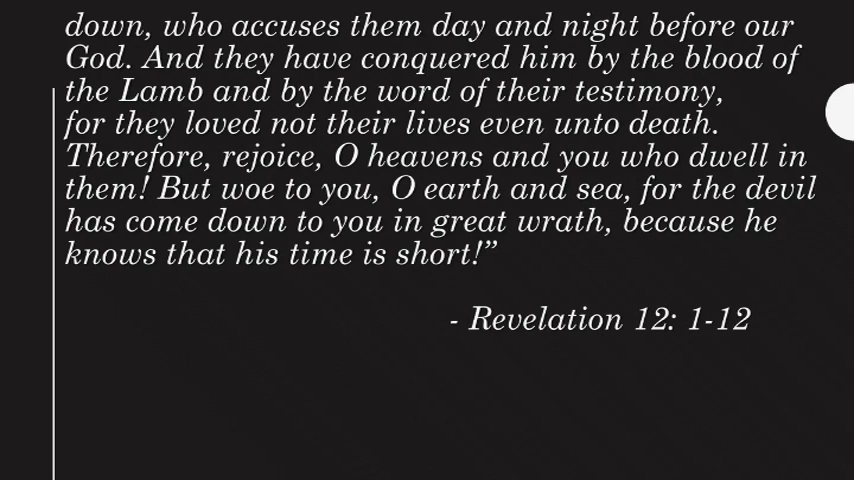 down, who accuses them day and night before our
God. And they have conquered him by the blood of
the Lamb and by the word of their testimony,
for they loved not their lives even unto death.
Therefore, rejoice, O heavens and you who dwell in
them! But woe to you, O earth and sea, for the devil
has come down to you in great wrath, because he
knows that his time is short!”
- Revelation 12: 1-12